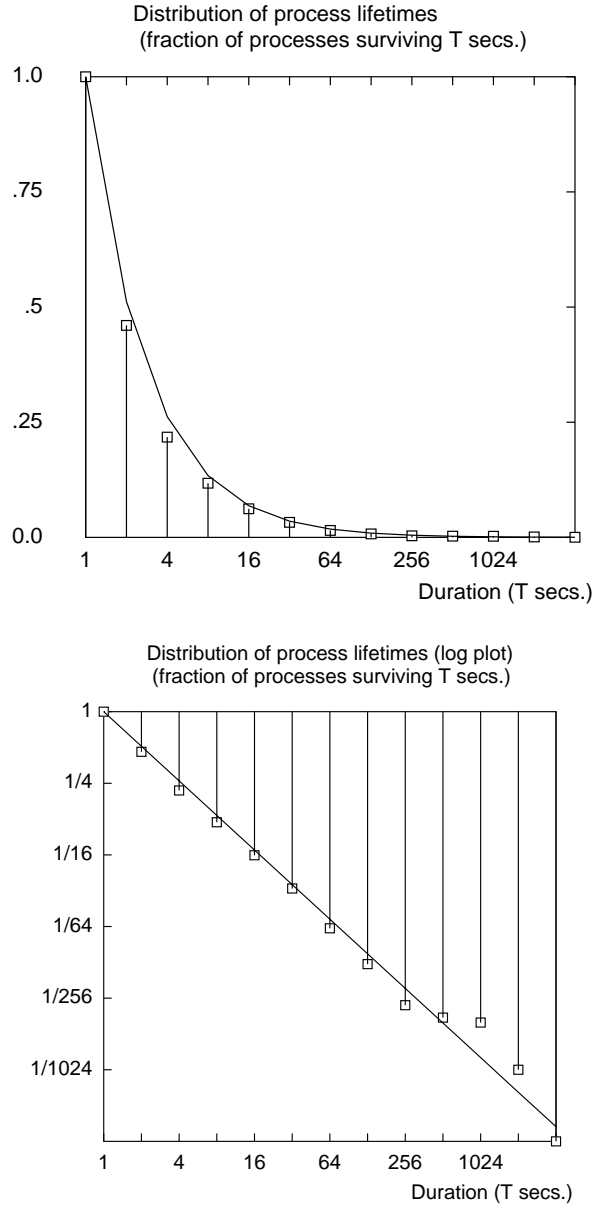 Distribution of process lifetimes
(fraction of processes surviving T secs.)
1.0
.75
.5
.25
0.0
1 4 16 64 256 1024
Duration (T secs.)
Distribution of process lifetimes (log plot)
(fraction of processes surviving T secs.)
1
1/4
1/16
1/64
1/256
1/1024
1 4 16 64 256 1024
Duration (T secs.)